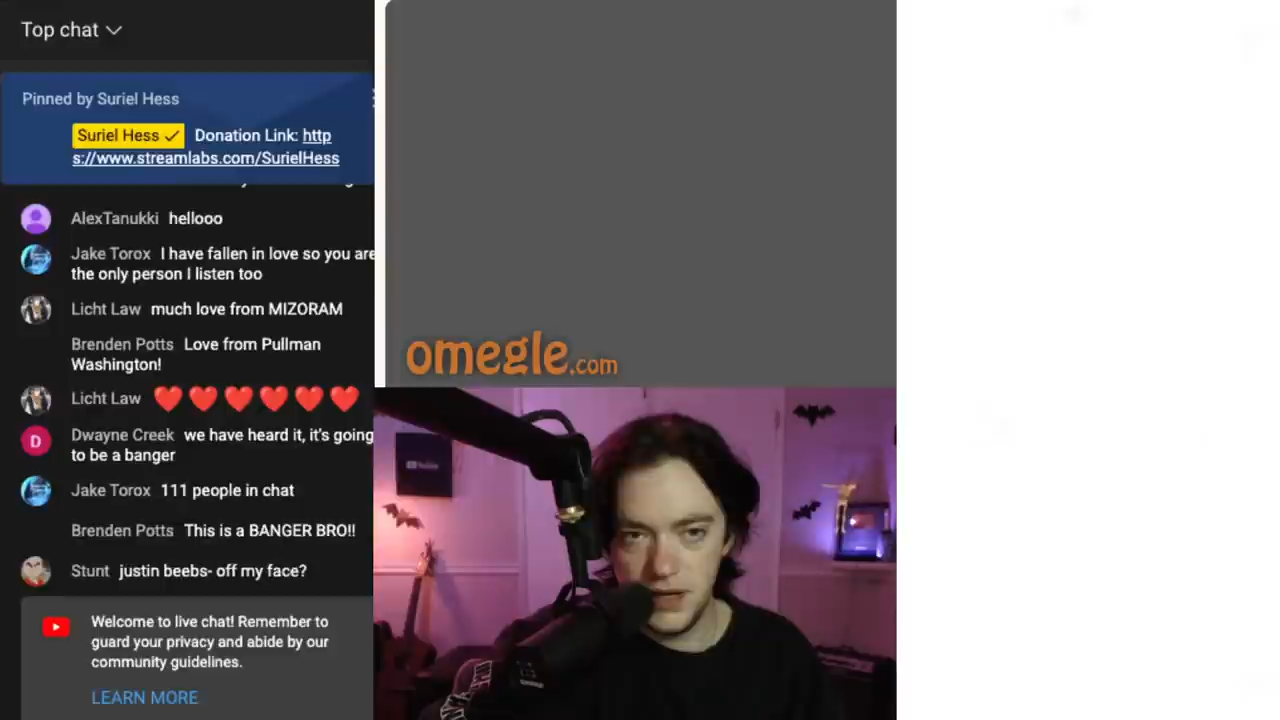 Top chat
Pinned by Suriel Hess
Suriel Hess Donation Link: http
s://www.streamlabs.com/SurielHess
AlexTanukki hellooo
Jake Torox I have fallen in love so you are
the only person I listen too
Licht Law much love from MIZORAM
Brenden Potts Love from Pullman
Washington!
Licht Law ❤️❤️❤️❤️❤️❤️
D
Dwayne Creek we have heard it, it's going
to be a banger
Jake Torox 111 people in chat
Brenden Potts This is a BANGER BRO!!
Stunt justin beebs- off my face?
Welcome to live chat! Remember to
guard your privacy and abide by our
community guidelines.
LEARN MORE
omegle.com